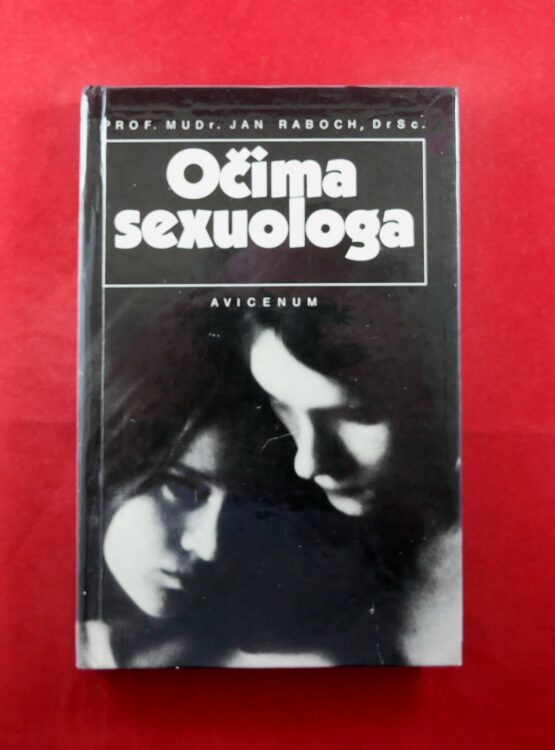 PROF. MUDr. JAN RABOCH, DrSc.
Očima
sexuologa
AVICENUM